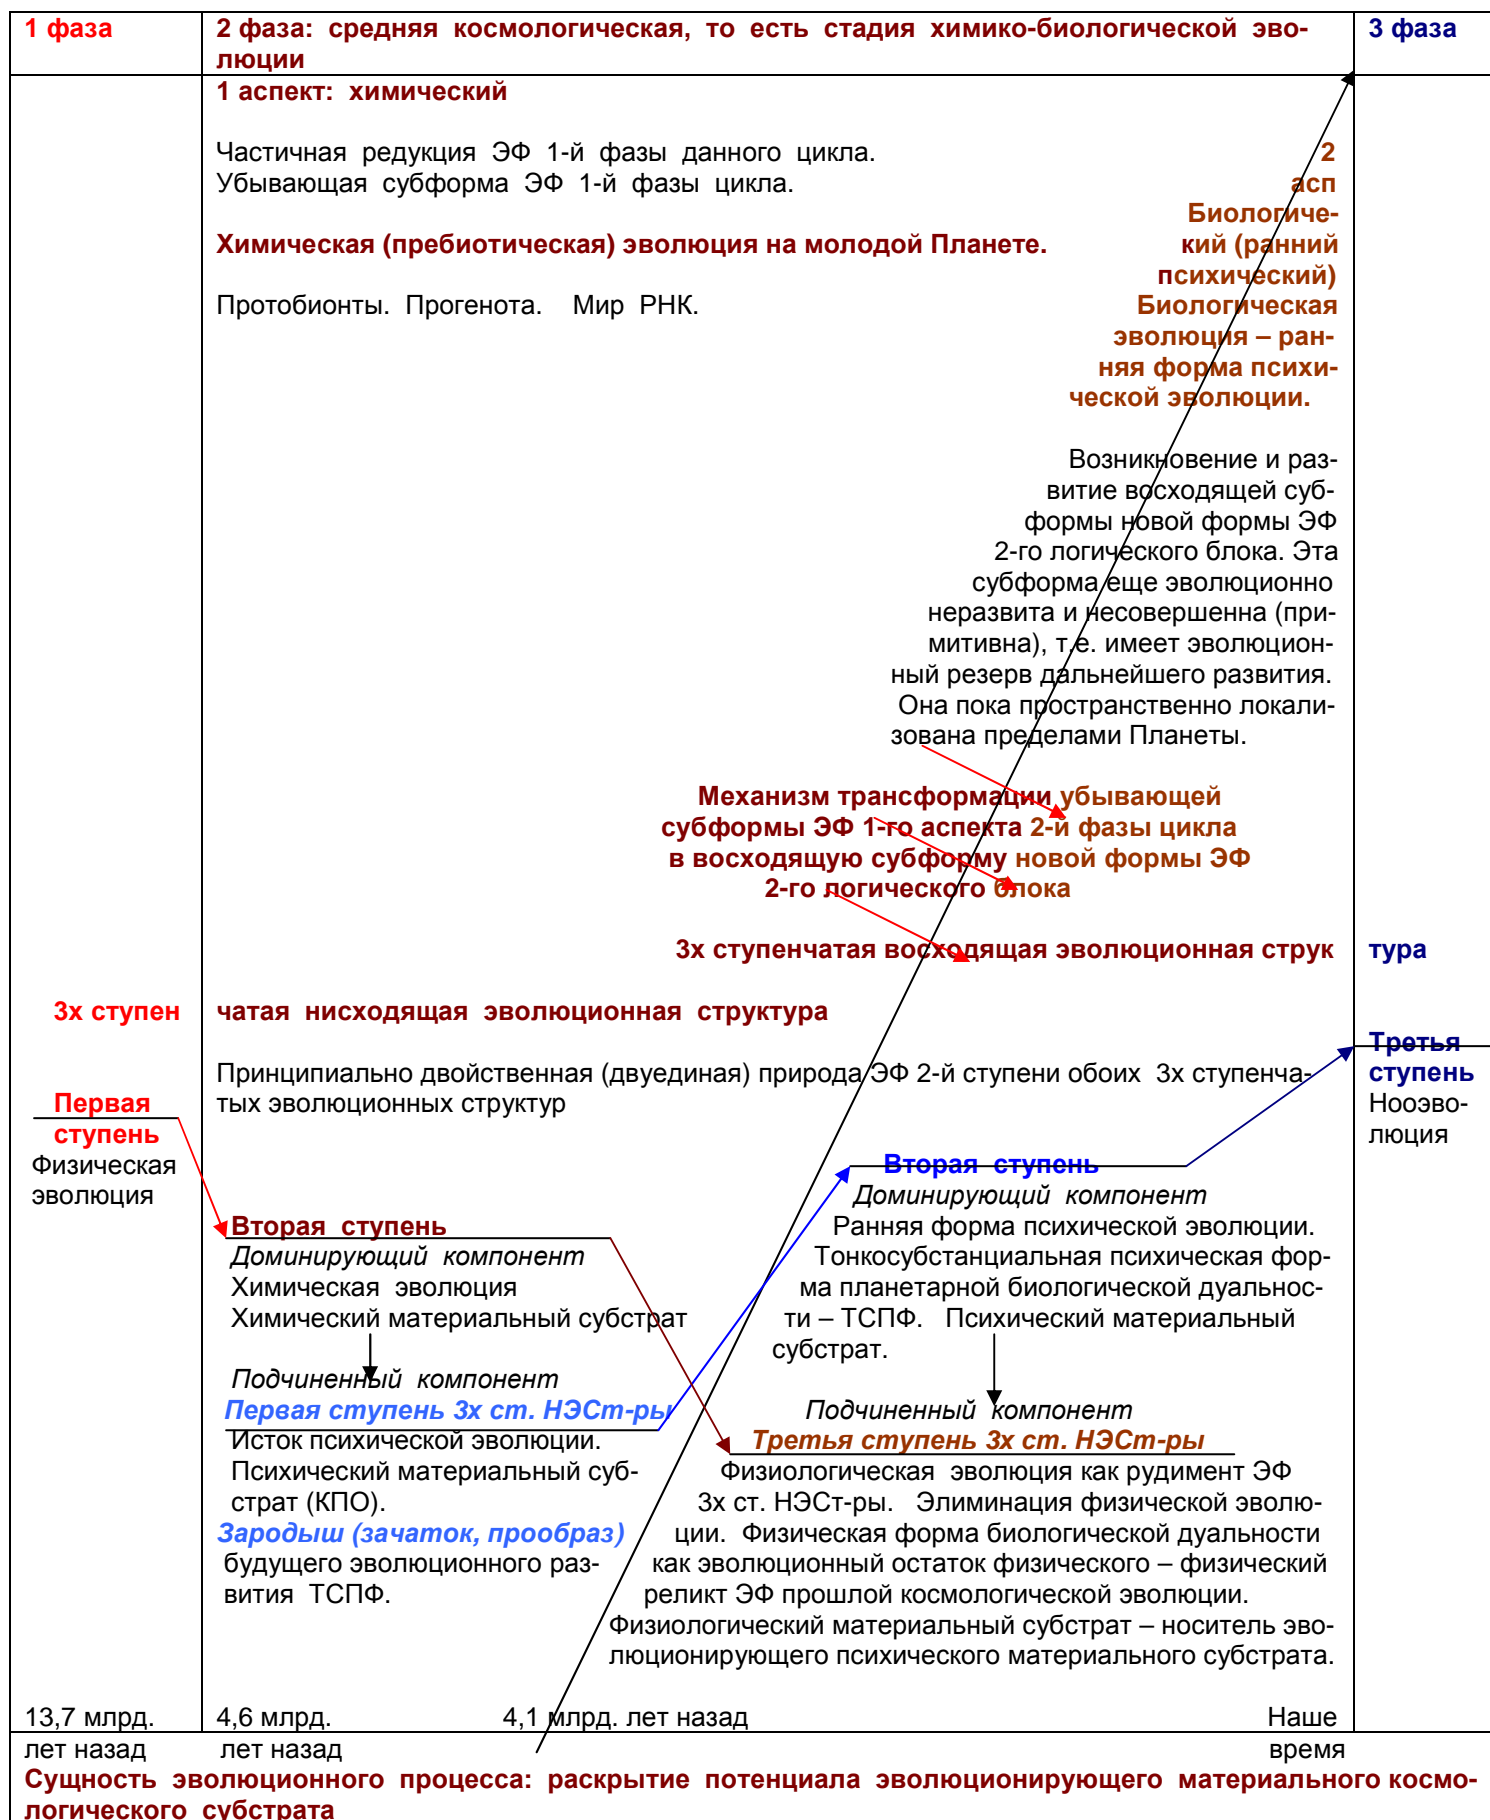 1 фаза
2 фаза: средняя космологическая, то есть стадия химико-биологической эво-
люции
3 фаза
1 аспект: химический
Частичная редукция ЭФ 1-й фазы данного цикла.
Убывающая субформа ЭФ 1-й фазы цикла.
Химическая (пребиотическая) эволюция на молодой Планете.
Протобионты. Прогенота. Мир РНК.
2
асп
Биологиче-
кий (ранний
психический)
Биологическая
эволюция – ран-
няя форма психи-
ческой эволюции.
Возникновение и раз-
витие восходящей суб-
формы новой формы ЭФ
2-го логического блока. Эта
субформа еще эволюционно
неразвита и несовершенна (при-
митивна), т.е. имеет эволюцион-
ный резерв дальнейшего развития.
Она пока пространственно локали-
зована пределами Планеты.
Механизм трансформации убывающей
субформы ЭФ 1-го аспекта 2-й фазы цикла
в восходящую субформу новой формы ЭФ
2-го логического блока
3х ступенчатая восходящая эволюционная струк тура
3х ступен чатая нисходящая эволюционная структура
Принципиально двойственная (двуединая) природа ЭФ 2-й ступени обоих 3х ступенча-
тых эволюционных структур
Первая
ступень
Физическая
эволюция
Вторая ступень
Доминирующий компонент
Химическая эволюция
Химический материальный субстрат
Подчиненный компонент
Первая ступень 3х ст. НЭСт-ры
Исток психической эволюции.
Психический материальный суб-
страт (КПО).
Зародыш (зачаток, прообраз)
будущего эволюционного раз-
вития ТСПФ.
Вторая ступень
Доминирующий компонент
Ранняя форма психической эволюции.
Тонкосубстанциальная психическая фор-
ма планетарной биологической дуальнос-
ти – ТСПФ. Психический материальный
субстрат.
Подчиненный компонент
Третья ступень 3х ст. НЭСт-ры
Физиологическая эволюция как рудимент ЭФ
3х ст. НЭСт-ры. Элиминация физической эволю-
ции. Физическая форма биологической дуальности
как эволюционный остаток физического – физический
реликт ЭФ прошлой космологической эволюции.
Физиологический материальный субстрат – носитель эво-
люционирующего психического материального субстрата.
Третья
ступень
Нооэво-
люция
13,7 млрд.
лет назад
4,6 млрд.
лет назад
4,1 млрд. лет назад
Наше
время
Сущность эволюционного процесса: раскрытие потенциала эволюционирующего материального космо-
логического субстрата